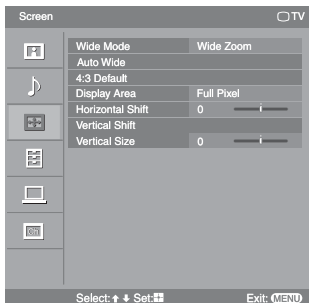 Screen TV
Wide Mode Wide Zoom
Auto Wide
4:3 Default
Display Area Full Pixel
Horizontal Shift 0
Vertical Shift
Vertical Size 0
Select: Set: Exit: MENU